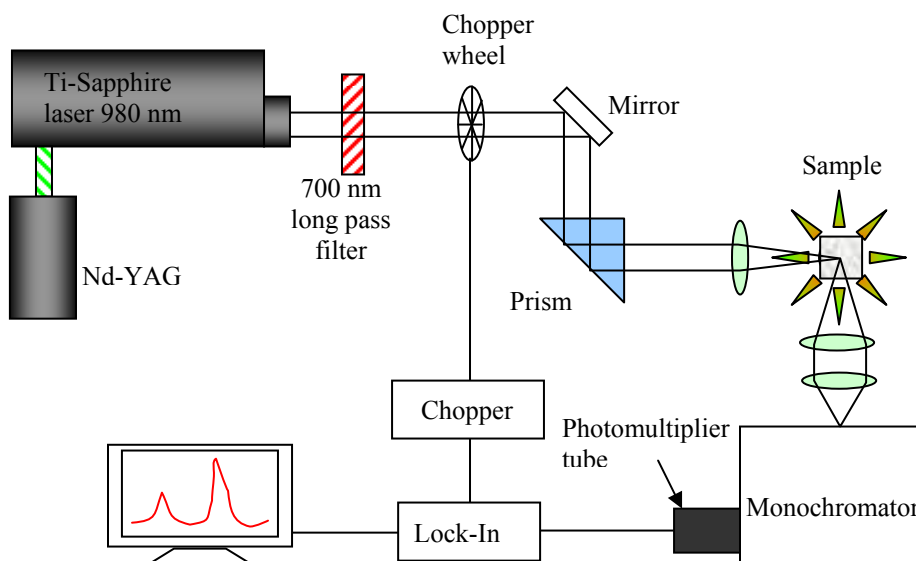 Ti-Sapphire
laser 980 nm
Chopper
wheel
Mirror
700 nm
long pass
filter
Sample
Nd-YAG
Prism
Chopper
Photomultiplier
tube
Monochromator
Lock-In